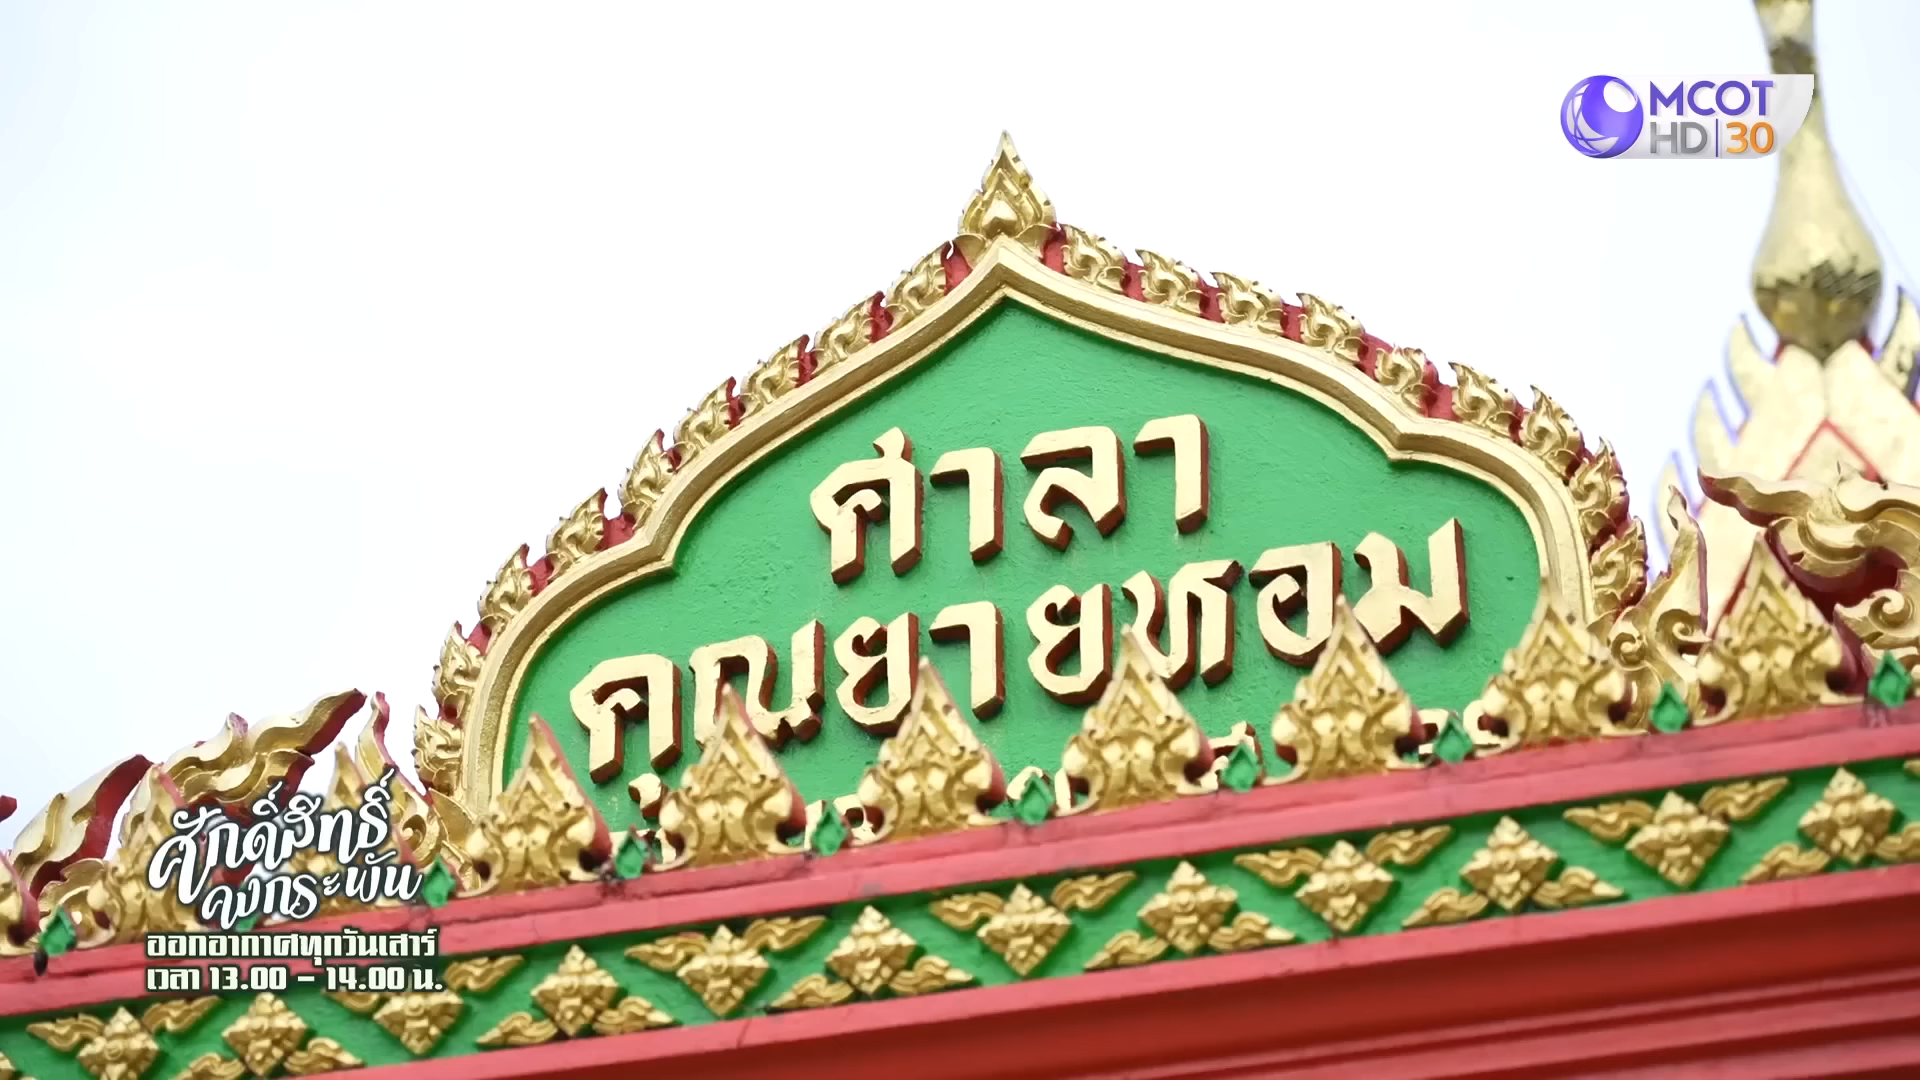 MCOT
HD 30
ศาลา
คุณยายหอม
ศักดิ์สิทธิ์
คงกระพัน
ออกอากาศทุกวันเสาร์
เวลา 13.00 - 14.00 น.